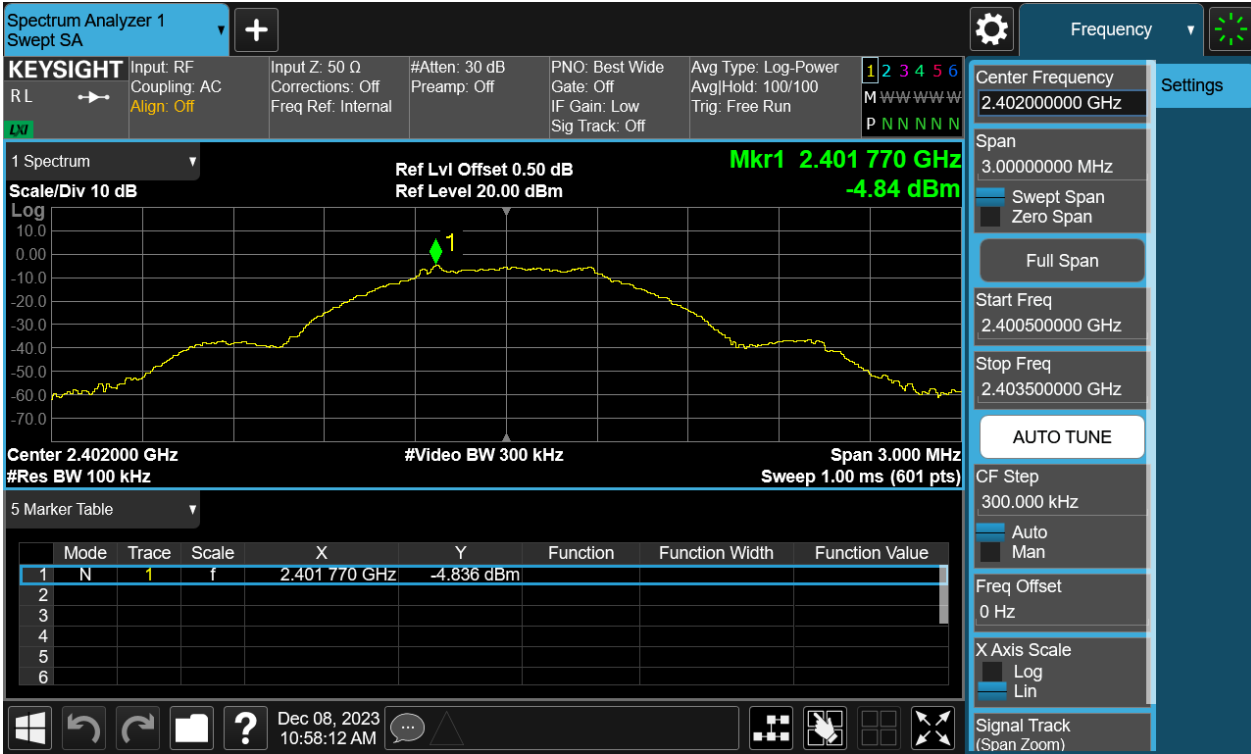 Spectrum Analyzer 1
Swept SA
+
Frequency
KEYSIGHT
R L
LXI
Input: RF
Coupling: AC
Align: Off
Input Z: 50 Ω
Corrections: Off
Freq Ref: Internal
#Atten: 30 dB
Preamp: Off
PNO: Best Wide
Gate: Off
IF Gain: Low
Sig Track: Off
Avg Type: Log-Power
Avg|Hold: 100/100
Trig: Free Run
1 2 3 4 5 6
M W W W W W
P N N N N N
1 Spectrum
Scale/Div 10 dB
Ref Lvl Offset 0.50 dB
Ref Level 20.00 dBm
Mkr1 2.401 770 GHz
-4.84 dBm
Log
10.0
0.00
-10.0
-20.0
-30.0
-40.0
-50.0
-60.0
-70.0
1
Center 2.402000 GHz
#Res BW 100 kHz
#Video BW 300 kHz
Span 3.000 MHz
Sweep 1.00 ms (601 pts)
5 Marker Table
Mode Trace Scale X Y Function Function Width Function Value
1 N 1 f 2.401 770 GHz -4.836 dBm
2
3
4
5
6
?
Dec 08, 2023
10:58:12 AM
Center Frequency
2.402000000 GHz
Span
3.00000000 MHz
Swept Span
Zero Span
Full Span
Start Freq
2.400500000 GHz
Stop Freq
2.403500000 GHz
AUTO TUNE
CF Step
300.000 kHz
Auto
Man
Freq Offset
0 Hz
X Axis Scale
Log
Lin
Signal Track
(Span Zoom)
Settings